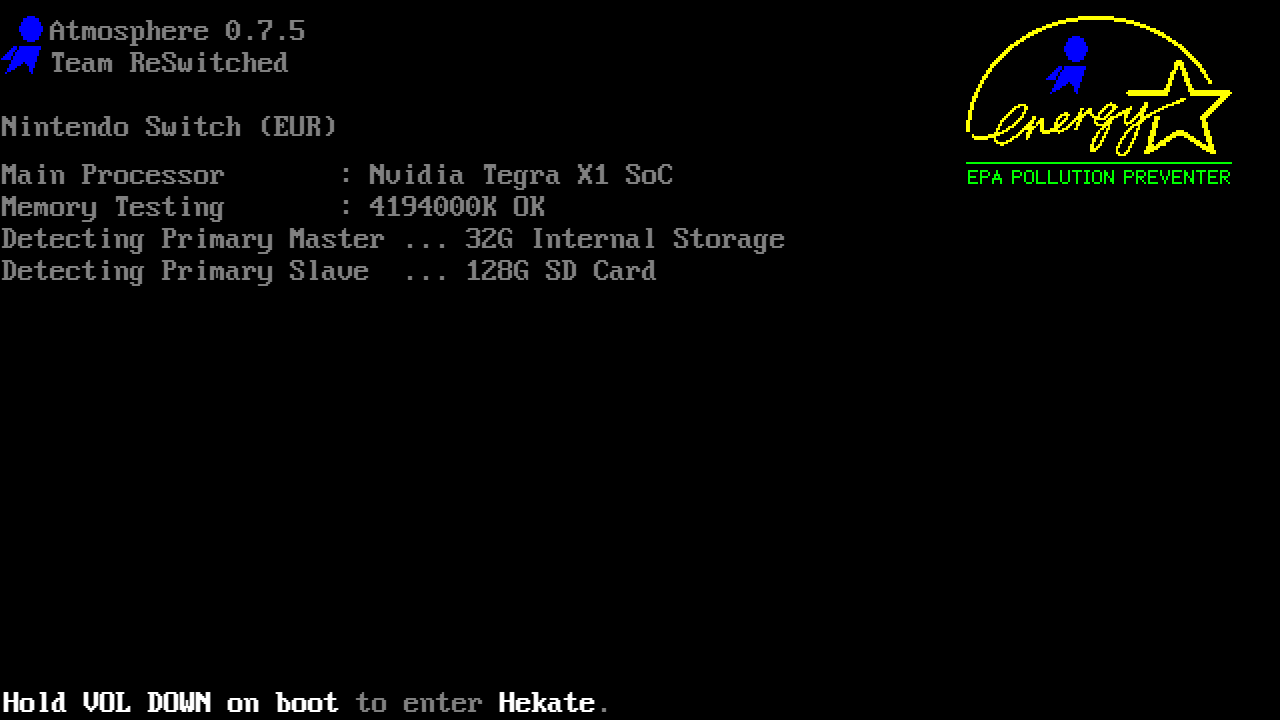 Atmosphere 0.7.5
Team ReSwitched
energy
EPA POLLUTION PREVENTER
Nintendo Switch (EUR)
Main Processor : Nvidia Tegra X1 SoC
Memory Testing : 4194000K OK
Detecting Primary Master ... 32G Internal Storage
Detecting Primary Slave ... 128G SD Card
Hold VOL DOWN on boot to enter Hekate.